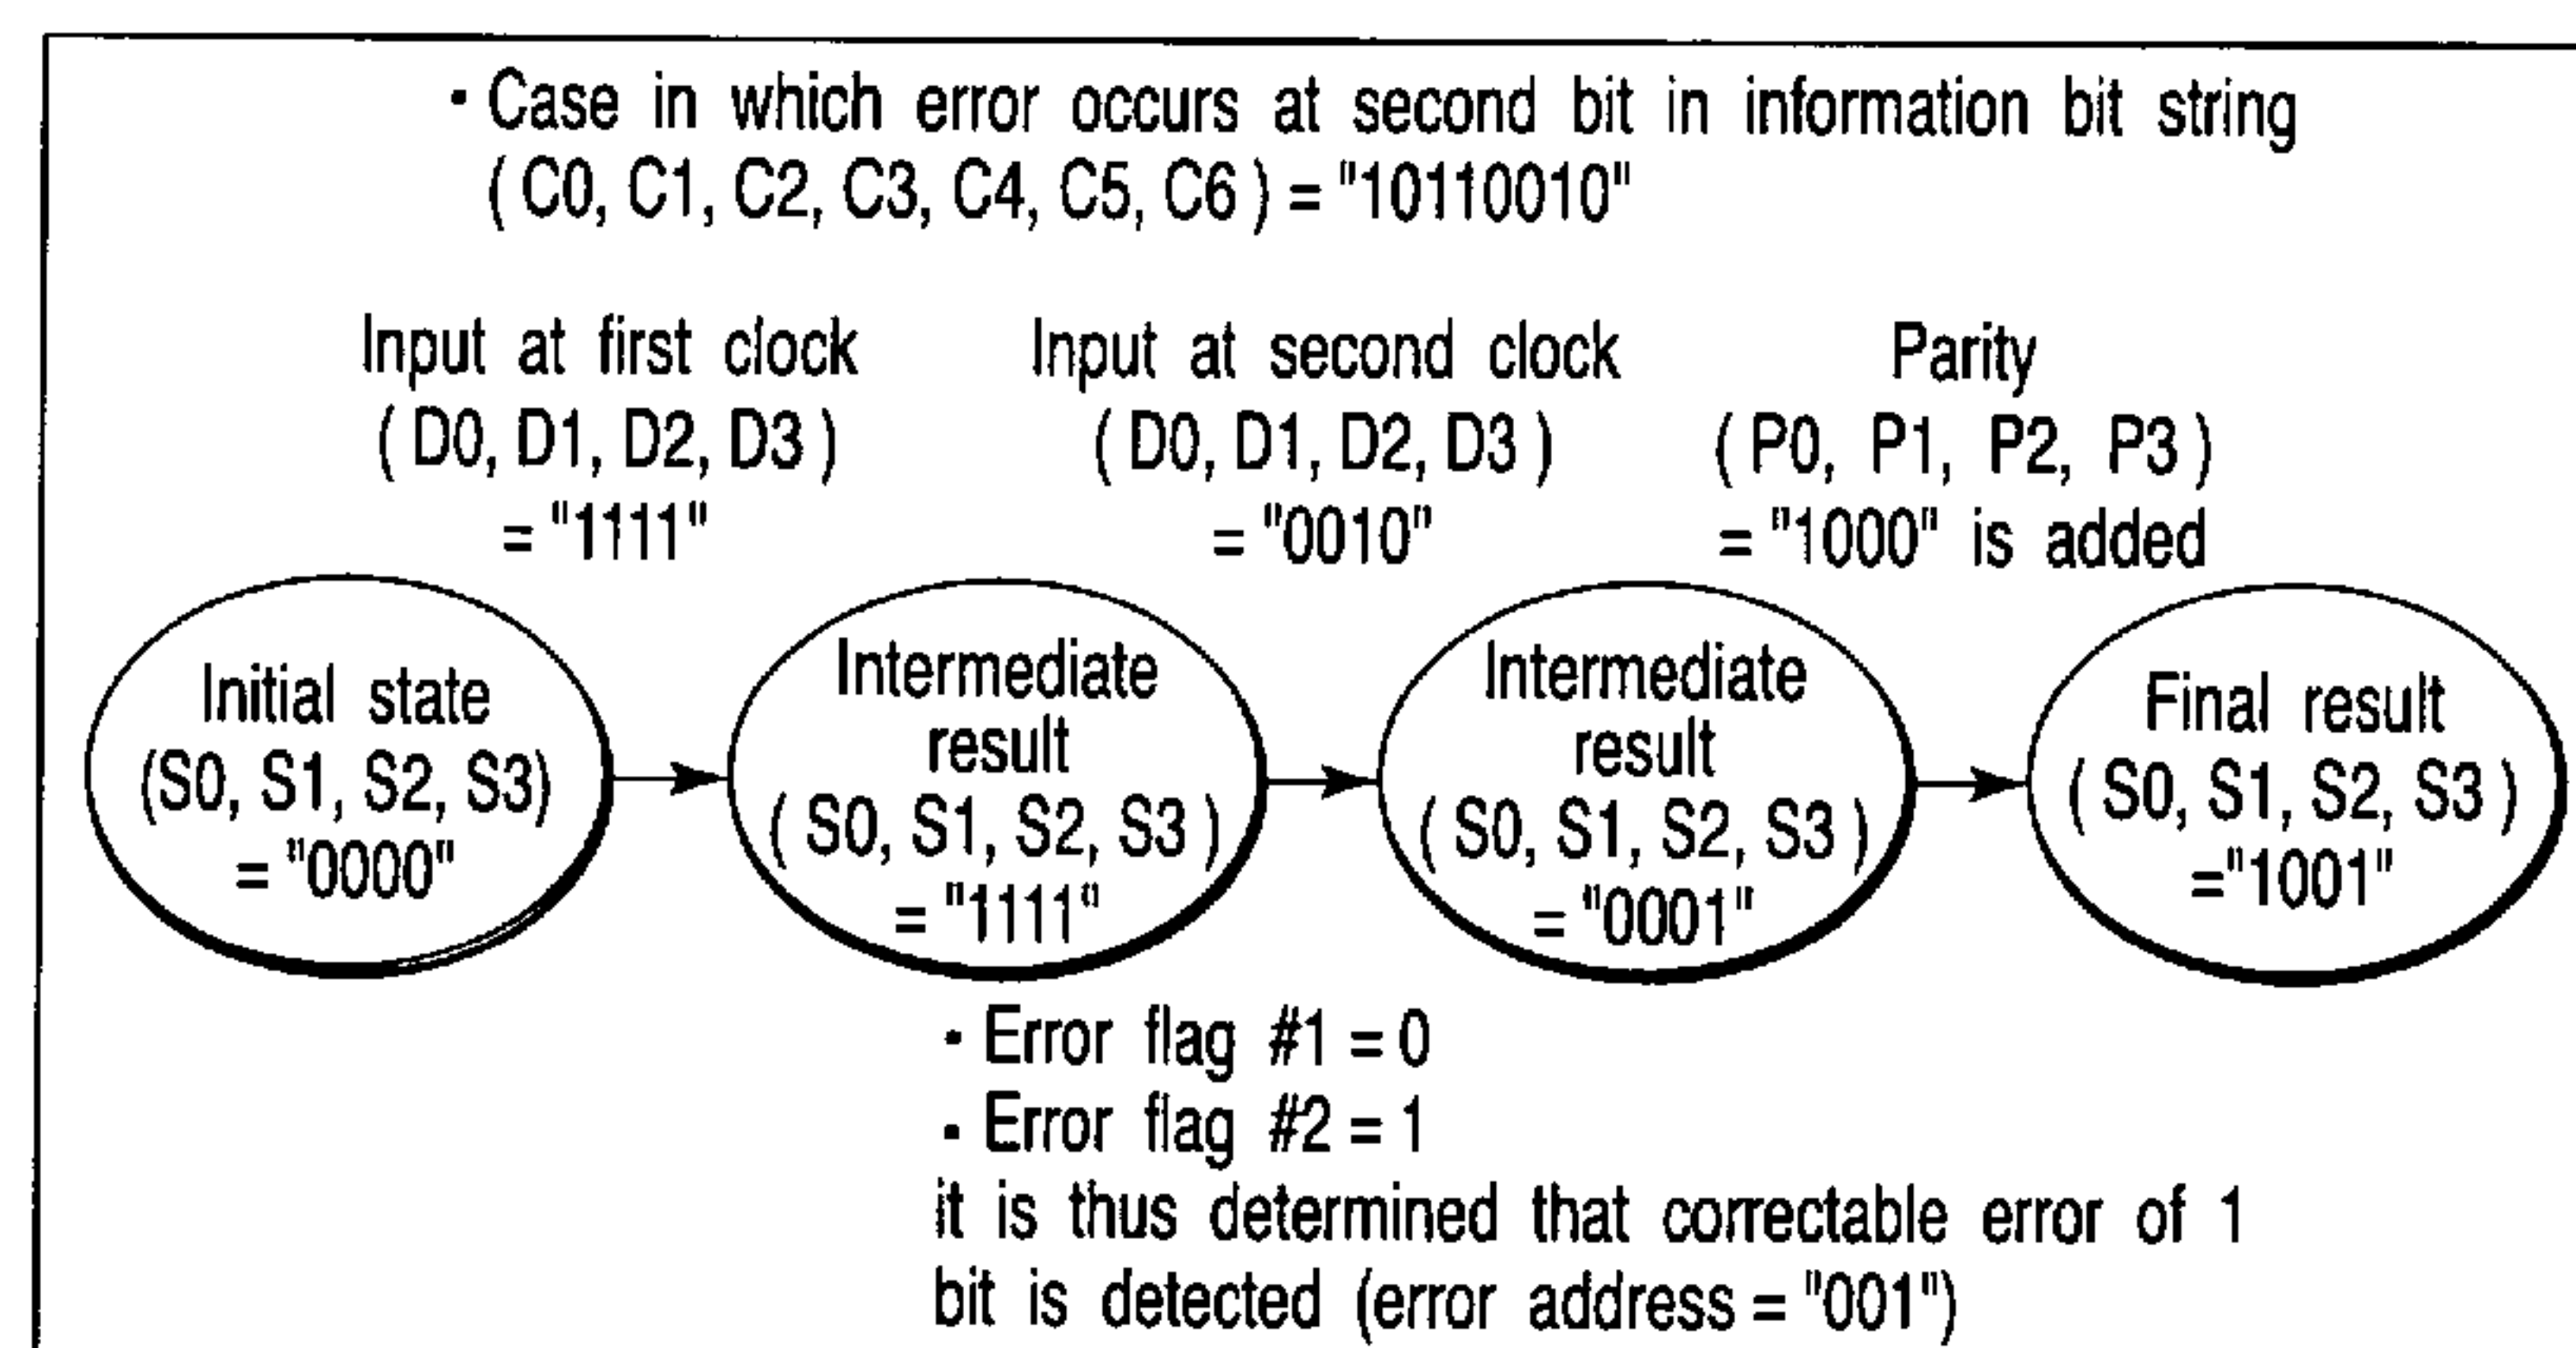 · Case in which error occurs at second bit in information bit string
( C0, C1, C2, C3, C4, C5, C6 ) = "10110010"
Input at first clock
( D0, D1, D2, D3 )
= "1111"
Input at second clock
( D0, D1, D2, D3 )
= "0010"
Parity
( P0, P1, P2, P3 )
= "1000" is added
Initial state
(S0, S1, S2, S3)
= "0000"
Intermediate
result
( S0, S1, S2, S3 )
= "1111"
Intermediate
result
( S0, S1, S2, S3 )
= "0001"
Final result
( S0, S1, S2, S3 )
="1001"
· Error flag #1 = 0
· Error flag #2 = 1
it is thus determined that correctable error of 1
bit is detected (error address = "001")